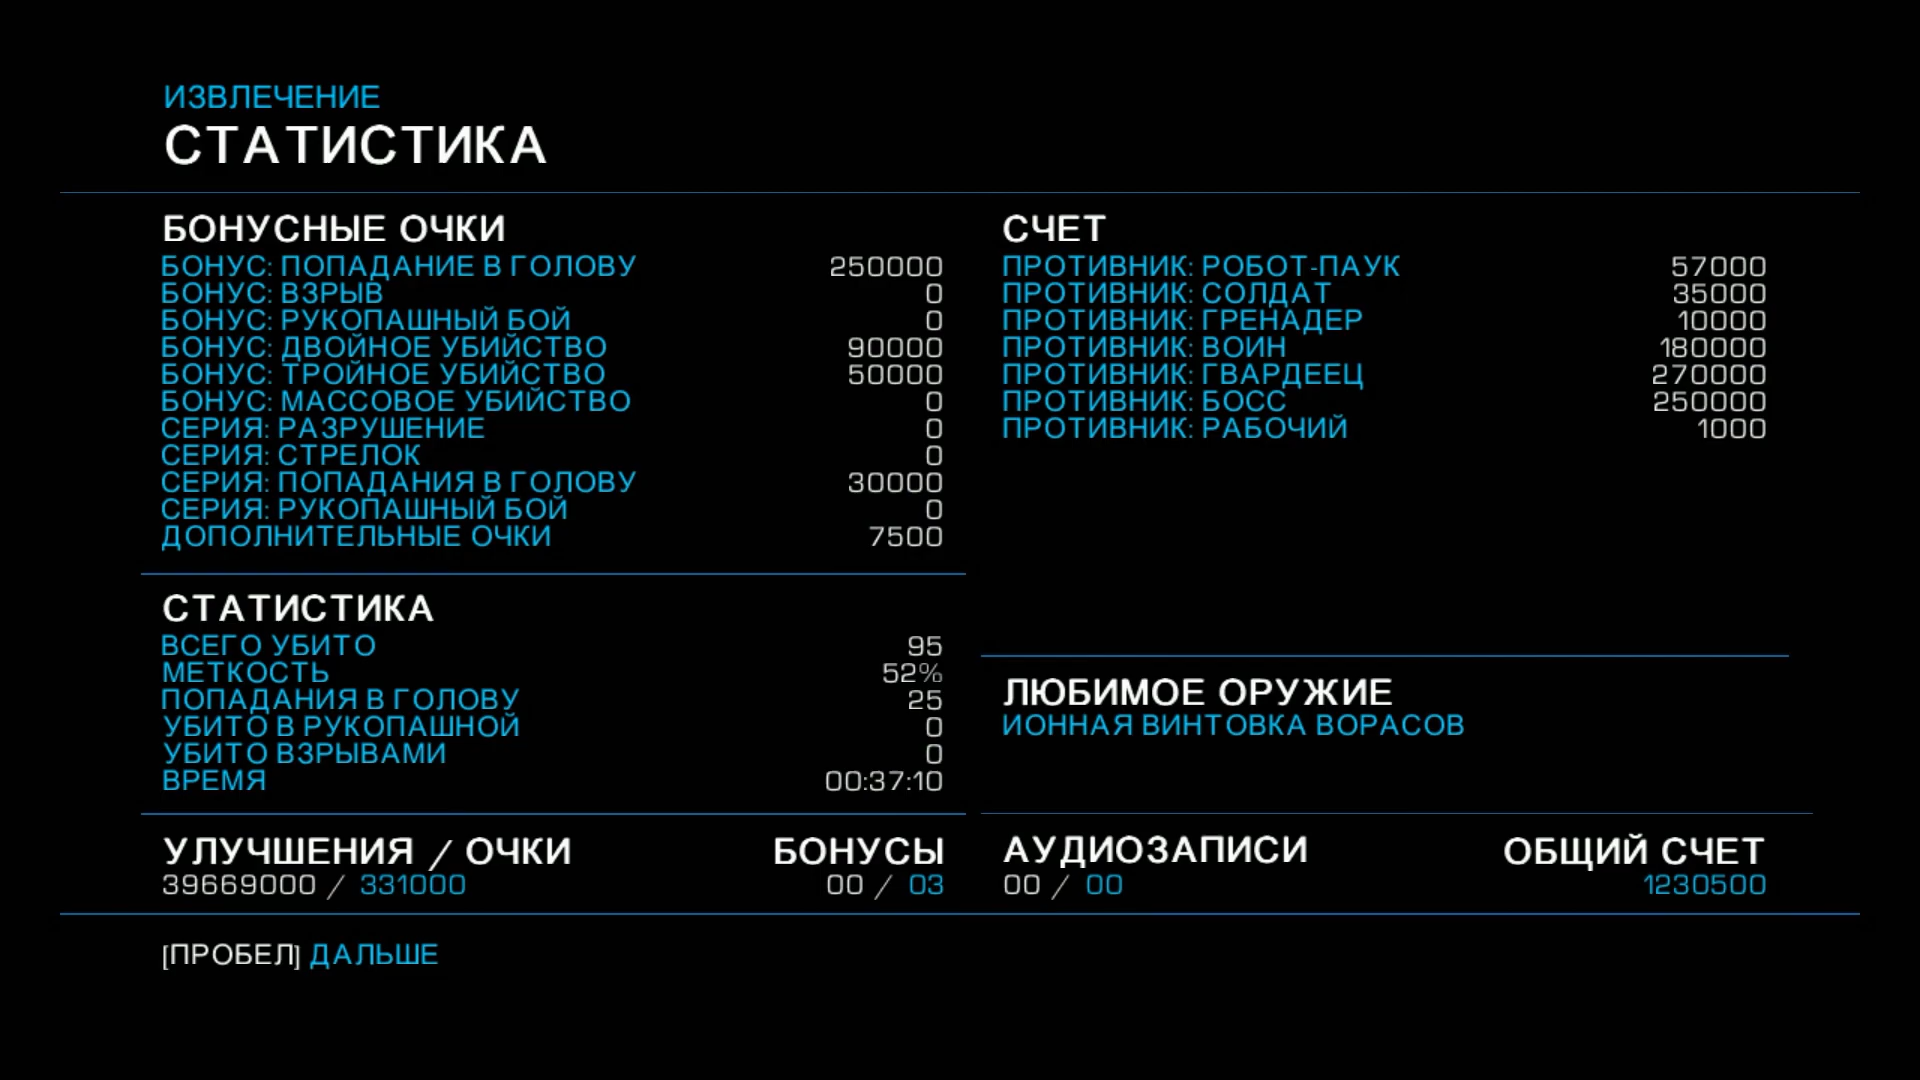 ИЗВЛЕЧЕНИЕ
СТАТИСТИКА
БОНУСНЫЕ ОЧКИ
БОНУС: ПОПАДАНИЕ В ГОЛОВУ 250000
БОНУС: ВЗРЫВ 0
БОНУС: РУКОПАШНЫЙ БОЙ 0
БОНУС: ДВОЙНОЕ УБИЙСТВО 90000
БОНУС: ТРОЙНОЕ УБИЙСТВО 50000
БОНУС: МАССОВОЕ УБИЙСТВО 0
СЕРИЯ: РАЗРУШЕНИЕ 0
СЕРИЯ: СТРЕЛОК 0
СЕРИЯ: ПОПАДАНИЯ В ГОЛОВУ 30000
СЕРИЯ: РУКОПАШНЫЙ БОЙ 0
ДОПОЛНИТЕЛЬНЫЕ ОЧКИ 7500
СЧЕТ
ПРОТИВНИК: РОБОТ-ПАУК 57000
ПРОТИВНИК: СОЛДАТ 35000
ПРОТИВНИК: ГРЕНАДЕР 10000
ПРОТИВНИК: ВОИН 180000
ПРОТИВНИК: ГВАРДЕЕЦ 270000
ПРОТИВНИК: БОСС 250000
ПРОТИВНИК: РАБОЧИЙ 1000
СТАТИСТИКА
ВСЕГО УБИТО 95
МЕТКОСТЬ 52%
ПОПАДАНИЯ В ГОЛОВУ 25
УБИТО В РУКОПАШНОЙ 0
УБИТО ВЗРЫВАМИ 0
ВРЕМЯ 00:37:10
ЛЮБИМОЕ ОРУЖИЕ
ИОННАЯ ВИНТОВКА ВОРАСОВ
УЛУЧШЕНИЯ / ОЧКИ БОНУСЫ
39669000 / 331000 00 / 03
АУДИОЗАПИСИ ОБЩИЙ СЧЕТ
00 / 00 1230500
[ПРОБЕЛ] ДАЛЬШЕ